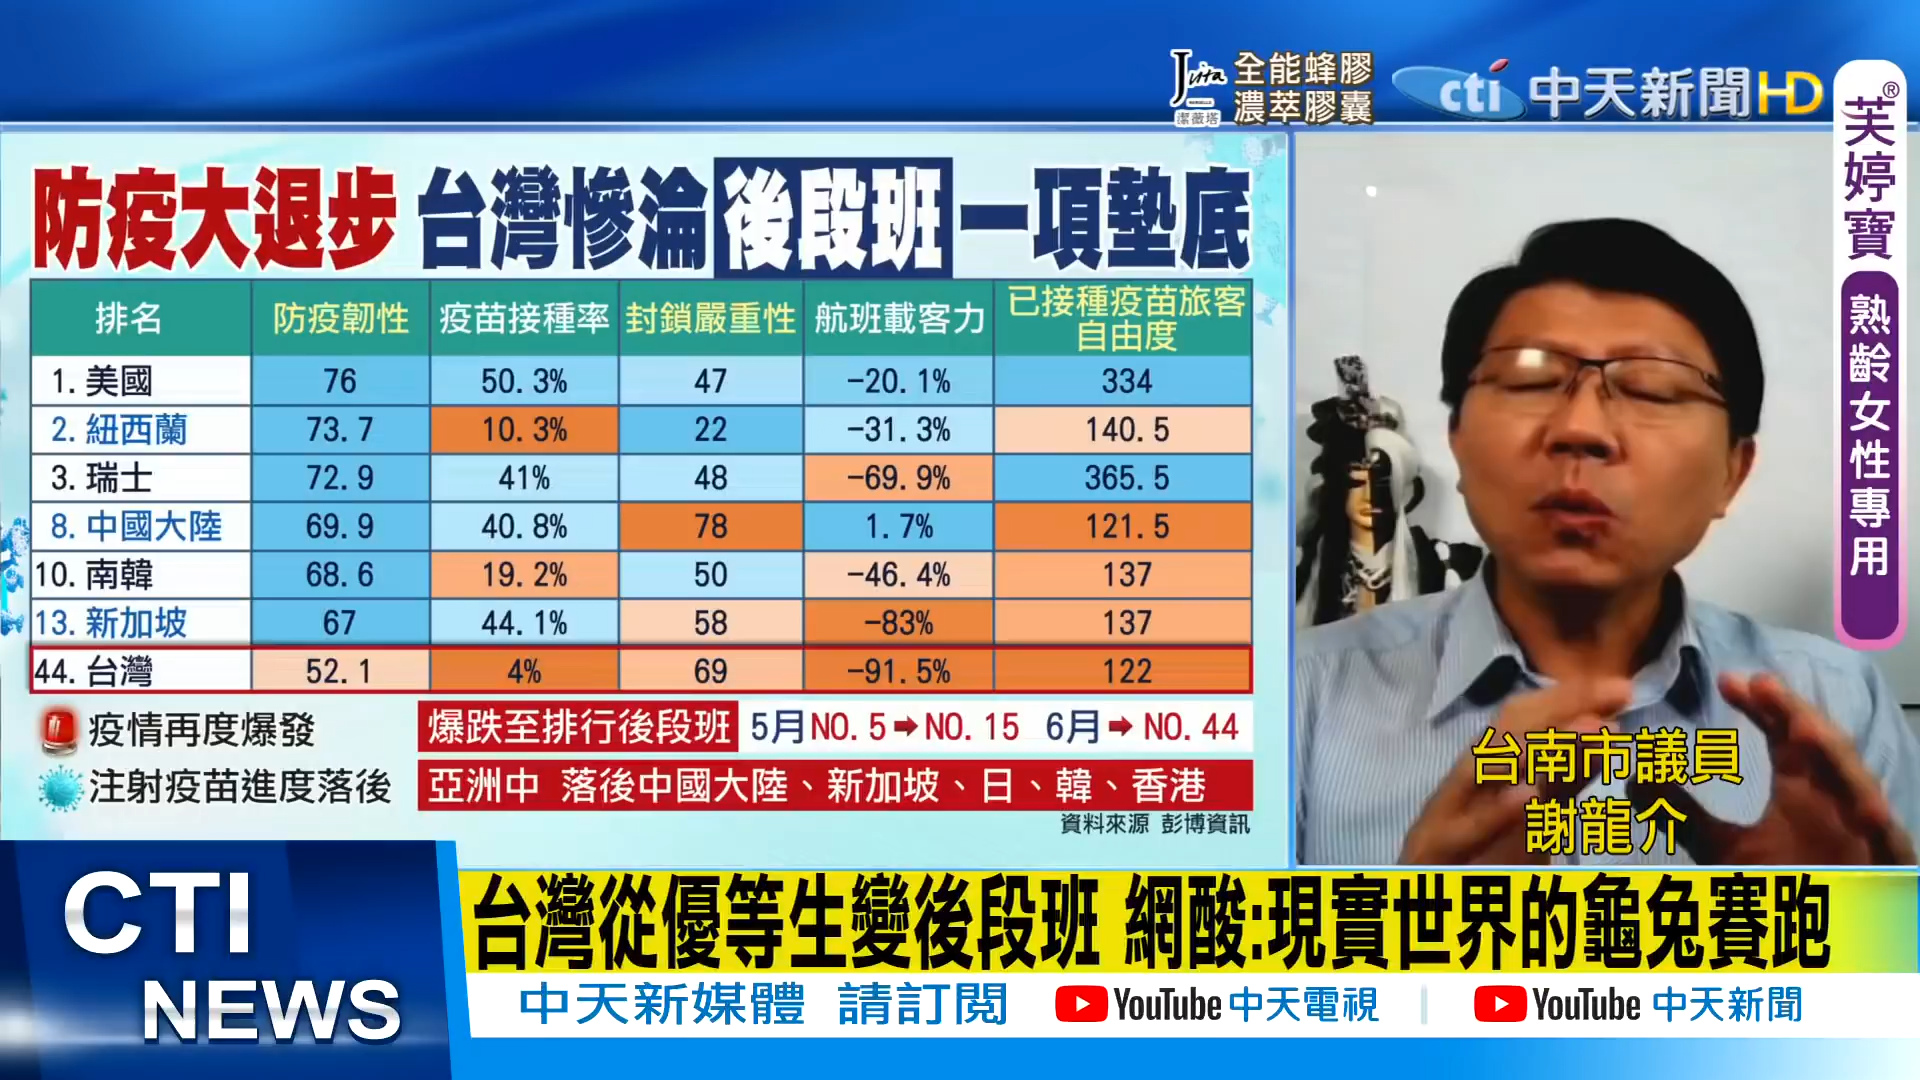 Jvita
潔薇塔
全能蜂膠
濃萃膠囊
cti 中天新聞HD
芙婷寶®
熟齡女性專用
防疫大退步 台灣慘淪後段班 一項墊底
排名 防疫韌性 疫苗接種率 封鎖嚴重性 航班載客力 已接種疫苗旅客自由度
1. 美國 76 50.3% 47 -20.1% 334
2. 紐西蘭 73.7 10.3% 22 -31.3% 140.5
3. 瑞士 72.9 41% 48 -69.9% 365.5
8. 中國大陸 69.9 40.8% 78 1.7% 121.5
10. 南韓 68.6 19.2% 50 -46.4% 137
13. 新加坡 67 44.1% 58 -83% 137
44. 台灣 52.1 4% 69 -91.5% 122
疫情再度爆發 爆跌至排行後段班 5月NO.5➡NO.15 6月➡NO.44
注射疫苗進度落後 亞洲中 落後中國大陸、新加坡、日、韓、香港
資料來源 彭博資訊
台南市議員
謝龍介
CTI
NEWS
台灣從優等生變後段班 網酸:現實世界的龜兔賽跑
中天新媒體 請訂閱 YouTube 中天電視 | YouTube 中天新聞